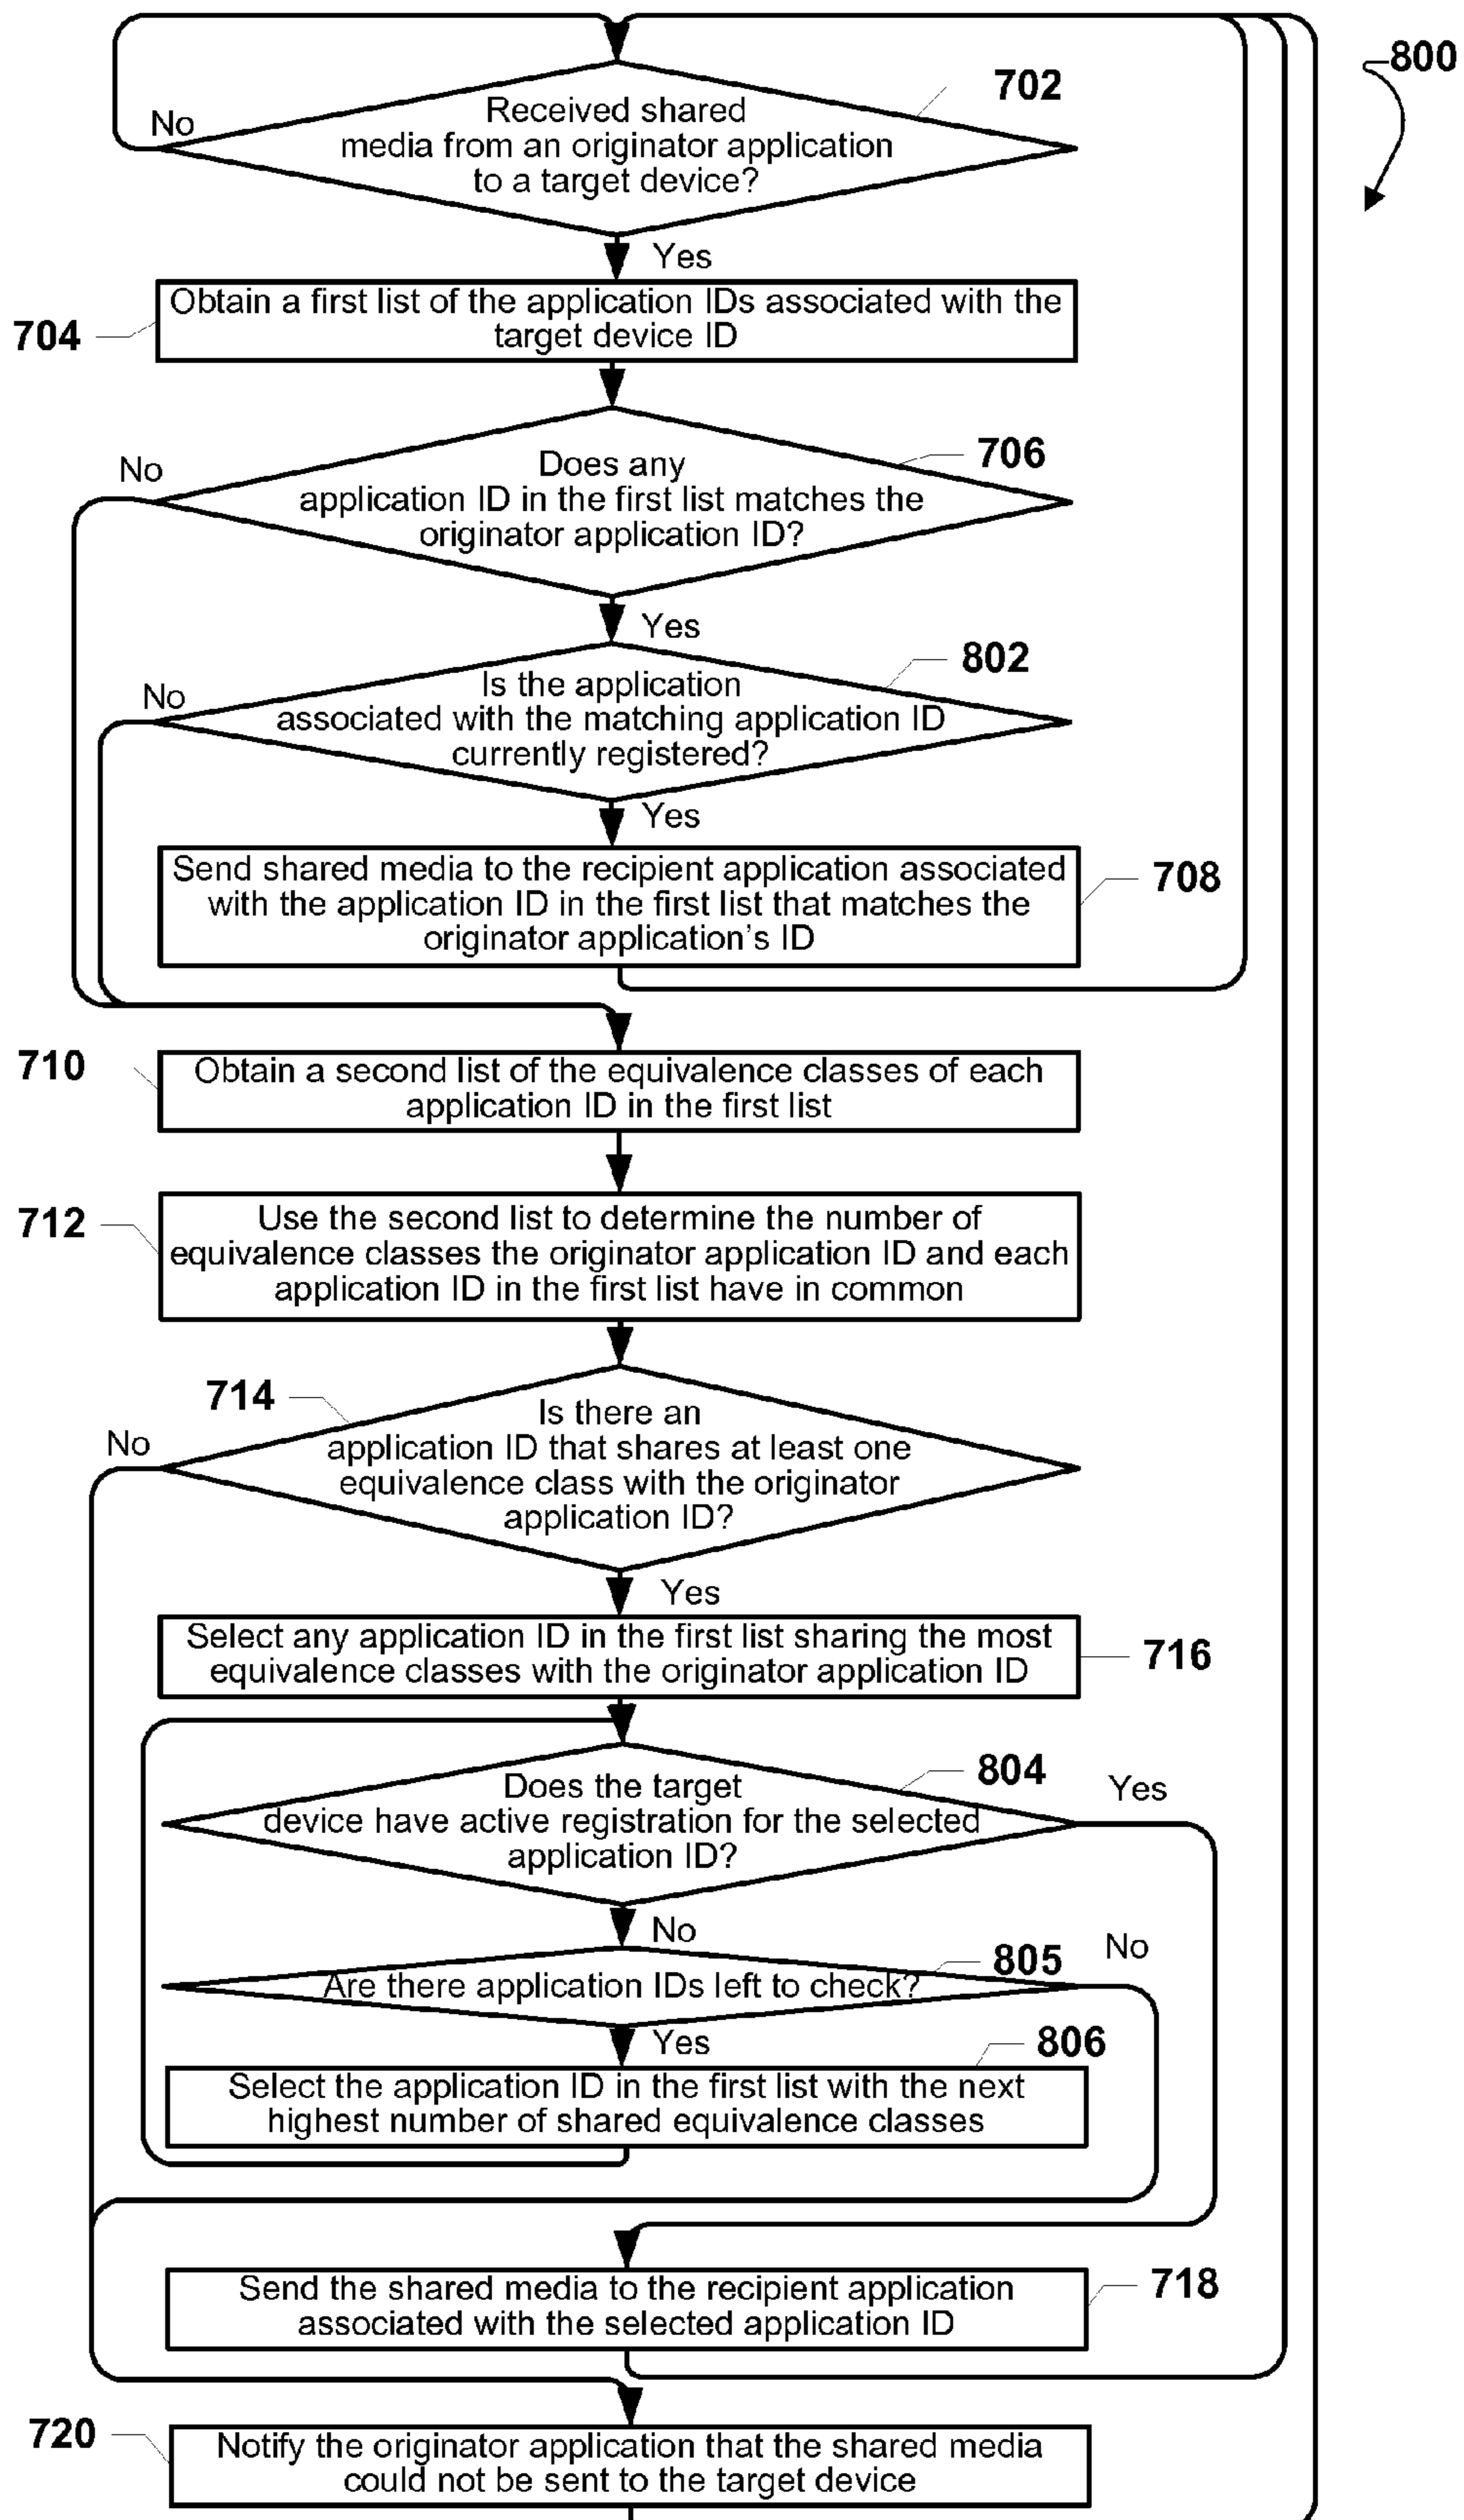 800
702
Received shared
media from an originator application
to a target device?
No
Yes
704
Obtain a first list of the application IDs associated with the
target device ID
706
No
Does any
application ID in the first list matches the
originator application ID?
Yes
802
No
Is the application
associated with the matching application ID
currently registered?
Yes
Send shared media to the recipient application associated
with the application ID in the first list that matches the
originator application's ID
708
710
Obtain a second list of the equivalence classes of each
application ID in the first list
712
Use the second list to determine the number of
equivalence classes the originator application ID and each
application ID in the first list have in common
714
No
Is there an
application ID that shares at least one
equivalence class with the originator
application ID?
Yes
Select any application ID in the first list sharing the most
equivalence classes with the originator application ID
716
804
Yes
Does the target
device have active registration for the selected
application ID?
No
805
No
Are there application IDs left to check?
Yes
806
Select the application ID in the first list with the next
highest number of shared equivalence classes
Send the shared media to the recipient application
associated with the selected application ID
718
720
Notify the originator application that the shared media
could not be sent to the target device